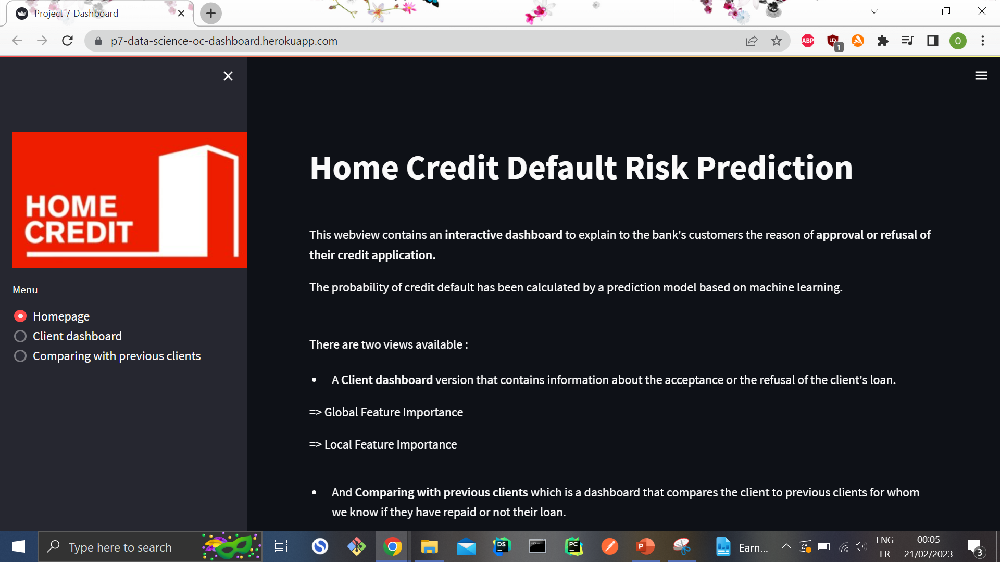 Project 7 Dashboard
p7-data-science-oc-dashboard.herokuapp.com
ABP
1
O
HOME
CREDIT
Menu
Homepage
Client dashboard
Comparing with previous clients
Home Credit Default Risk Prediction
This webview contains an interactive dashboard to explain to the bank's customers the reason of approval or refusal of
their credit application.
The probability of credit default has been calculated by a prediction model based on machine learning.
There are two views available :
• A Client dashboard version that contains information about the acceptance or the refusal of the client's loan.
=> Global Feature Importance
=> Local Feature Importance
• And Comparing with previous clients which is a dashboard that compares the client to previous clients for whom
we know if they have repaid or not their loan.
Type here to search
DS
PC
P
Earn...
ENG
FR
00:05
21/02/2023
3